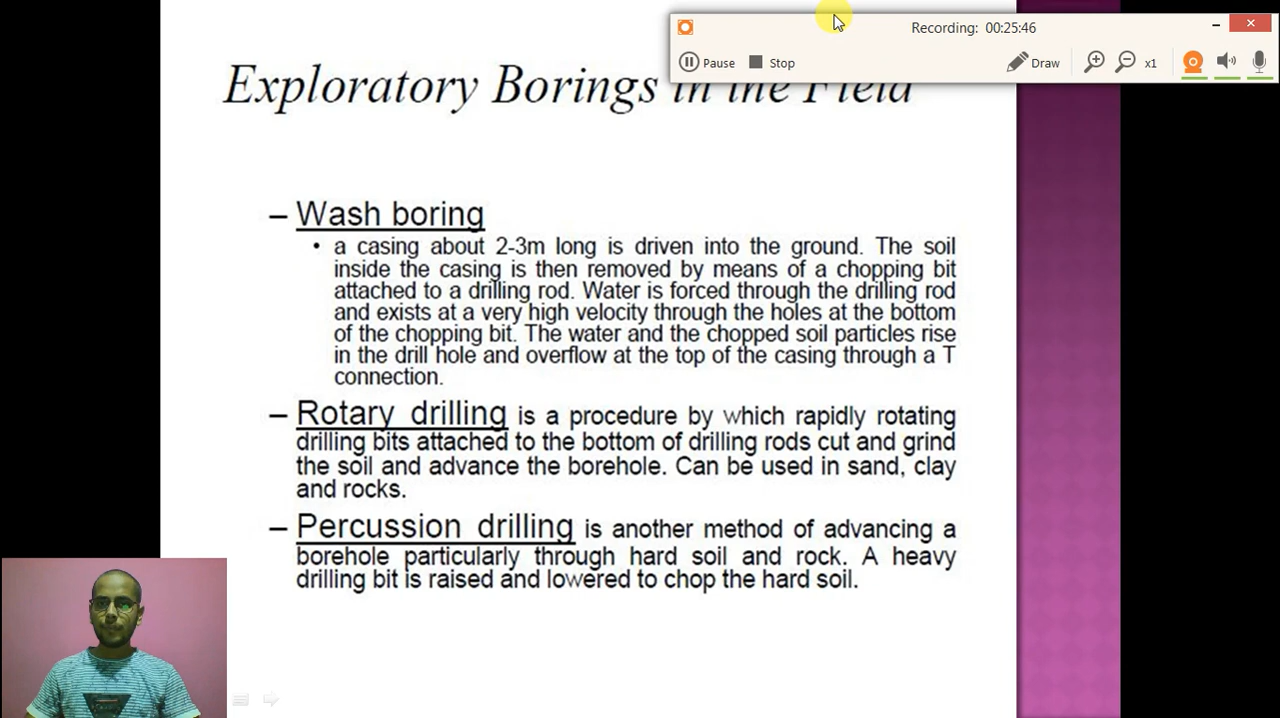 Recording: 00:25:46
Pause Stop Draw x1
Exploratory Borings in the Field
– Wash boring
• a casing about 2-3m long is driven into the ground. The soil
inside the casing is then removed by means of a chopping bit
attached to a drilling rod. Water is forced through the drilling rod
and exists at a very high velocity through the holes at the bottom
of the chopping bit. The water and the chopped soil particles rise
in the drill hole and overflow at the top of the casing through a T
connection.
– Rotary drilling is a procedure by which rapidly rotating
drilling bits attached to the bottom of drilling rods cut and grind
the soil and advance the borehole. Can be used in sand, clay
and rocks.
– Percussion drilling is another method of advancing a
borehole particularly through hard soil and rock. A heavy
drilling bit is raised and lowered to chop the hard soil.